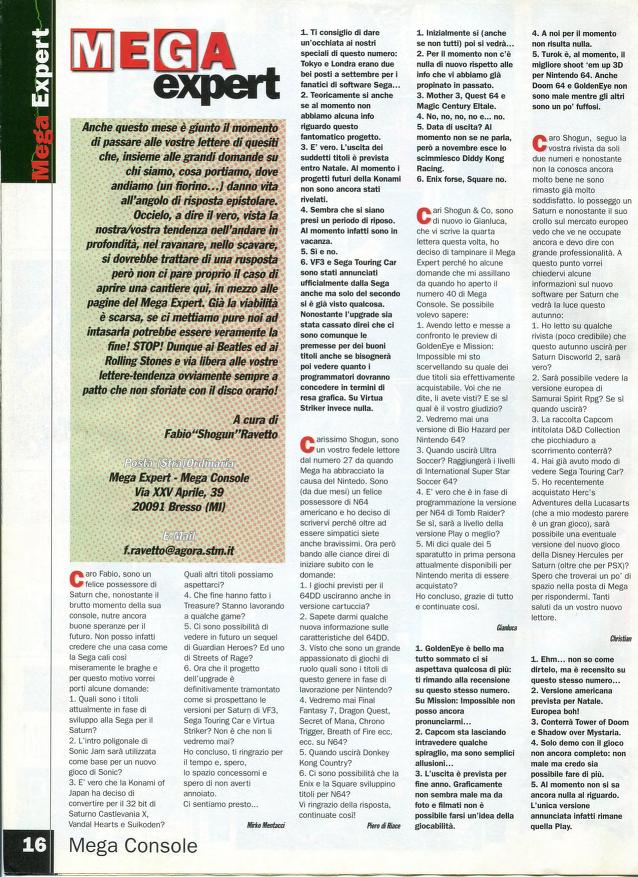 Mega Expert
MEGA
expert
Anche questo mese è giunto il momento
di passare alle vostre lettere di quesiti
che, insieme alle grandi domande su
chi siamo, cosa portiamo, dove
andiamo (un fiorino...) danno vita
all'angolo di risposta epistolare.
Occielo, a dire il vero, vista la
nostra/vostra tendenza nell'andare in
profondità, nel ravanare, nello scavare,
si dovrebbe trattare di una rusposta
però non ci pare proprio il caso di
aprire una cantiere qui, in mezzo alle
pagine del Mega Expert. Già la viabilità
è scarsa, se ci mettiamo pure noi ad
intasarla potrebbe essere veramente la
fine! STOP! Dunque ai Beatles ed ai
Rolling Stones e via libera alle vostre
lettere-tendenza ovviamente sempre a
patto che non sforiate con il disco orario!
A cura di
Fabio"Shogun"Ravetto
Posta (Stra)Ordinaria
Mega Expert - Mega Console
Via XXV Aprile, 39
20091 Bresso (MI)
E-Mail
f.ravetto@agora.stm.it
Caro Fabio, sono un
felice possessore di
Saturn che, nonostante il
brutto momento della sua
console, nutre ancora
buone speranze per il
futuro. Non posso infatti
credere che una casa come
la Sega cali così
miseramente le braghe e
per questo motivo vorrei
porti alcune domande:
1. Quali sono i titoli
attualmente in fase di
sviluppo alla Sega per il
Saturn?
2. L'intro poligonale di
Sonic Jam sarà utilizzata
come base per un nuovo
gioco di Sonic?
3. E' vero che la Konami of
Japan ha deciso di
convertire per il 32 bit di
Saturno Castlevania X,
Vandal Hearts e Suikoden?
Quali altri titoli possiamo
aspettarci?
4. Che fine hanno fatto i
Treasure? Stanno lavorando
a qualche game?
5. Ci sono possibilità di
vedere in futuro un sequel
di Guardian Heroes? Ed uno
di Streets of Rage?
6. Ora che il progetto
dell'upgrade è
definitivamente tramontato
come si prospettano le
versioni per Saturn di VF3,
Sega Touring Car e Virtua
Striker? Non è che non li
vedremo mai?
Ho concluso, ti ringrazio per
il tempo e, spero,
lo spazio concessomi e
spero di non averti
annoiato.
Ci sentiamo presto...
Mirko Mentacci
1. Ti consiglio di dare
un'occhiata ai nostri
speciali di questo numero:
Tokyo e Londra erano due
bei posti a settembre per i
fanatici di software Sega...
2. Teoricamente sì anche
se al momento non
abbiamo alcuna info
riguardo questo
fantomatico progetto.
3. E' vero. L'uscita dei
suddetti titoli è prevista
entro Natale. Al momento i
progetti futuri della Konami
non sono ancora stati
rivelati.
4. Sembra che si siano
presi un periodo di riposo.
Al momento infatti sono in
vacanza.
5. Sì e no.
6. VF3 e Sega Touring Car
sono stati annunciati
ufficialmente dalla Sega
anche ma solo del secondo
si è già visto qualcosa.
Nonostante l'upgrade sia
stata cassato direi che ci
sono comunque le
premesse per dei buoni
titoli anche se bisognerà
poi vedere quanto i
programmatori dovranno
concedere in termini di
resa grafica. Su Virtua
Striker invece nulla.
Carissimo Shogun, sono
un vostro fedele lettore
dal numero 27 da quando
Mega ha abbracciato la
causa del Nintedo. Sono
(da due mesi) un felice
possessore di N64
americano e ho deciso di
scrivervi perché oltre ad
essere simpatici siete
anche bravissimi. Ora però
bando alle ciance direi di
iniziare subito con le
domande:
1. I giochi previsti per il
64DD usciranno anche in
versione cartuccia?
2. Sapete darmi qualche
nuova informazione sulle
caratteristiche del 64DD.
3. Visto che sono un grande
appassionato di giochi di
ruolo quali sono i titoli di
questo genere in fase di
lavorazione per Nintendo?
4. Vedremo mai Final
Fantasy 7, Dragon Quest,
Secret of Mana, Chrono
Trigger, Breath of Fire ecc.
ecc. su N64?
5. Quando uscirà Donkey
Kong Country?
6. Ci sono possibilità che la
Enix e la Square sviluppino
titoli per N64?
Vi ringrazio della risposta,
continuate così!
Piero di Riace
1. Inizialmente sì (anche
se non tutti) poi si vedrà...
2. Per il momento non c'è
nulla di nuovo rispetto alle
info che vi abbiamo già
propinato in passato.
3. Mother 3, Quest 64 e
Magic Century Eltale.
4. No, no, no, no e... no.
5. Data di uscita? Al
momento non se ne parla,
però a novembre esce lo
scimmiesco Diddy Kong
Racing.
6. Enix forse, Square no.
Cari Shogun & Co, sono
di nuovo io Gianluca,
che vi scrive la quarta
lettera questa volta, ho
deciso di tampinare il Mega
Expert perché ho alcune
domande che mi assillano
da quando ho aperto il
numero 40 di Mega
Console. Se possibile
volevo sapere:
1. Avendo letto e messe a
confronto le preview di
GoldenEye e Mission:
Impossible mi sto
scervellando su quale dei
due titoli sia effettivamente
acquistabile. Voi che ne
dite, li avete visti? E se sì
qual è il vostro giudizio?
2. Vedremo mai una
versione di Bio Hazard per
Nintendo 64?
3. Quando uscirà Ultra
Soccer? Raggiungerà i livelli
di International Super Star
Soccer 64?
4. E' vero che è in fase di
programmazione la versione
per N64 di Tomb Raider?
Se sì, sarà a livello della
versione Play o meglio?
5. Mi dici quale dei 5
sparatutto in prima persona
attualmente disponibili per
Nintendo merita di essere
acquistato?
Ho concluso, grazie di tutto
e continuate così.
Gianluca
1. GoldenEye è bello ma
tutto sommato ci si
aspettava qualcosa di più:
ti rimando alla recensione
su questo stesso numero.
Su Mission: Impossible non
posso ancora
pronunciarmi...
2. Capcom sta lasciando
intravedere qualche
spiraglio, ma sono semplici
allusioni...
3. L'uscita è prevista per
fine anno. Graficamente
non sembra male ma da
foto e filmati non è
possibile farsi un'idea della
giocabilità.
4. A noi per il momento
non risulta nulla.
5. Turok è, al momento, il
migliore shoot 'em up 3D
per Nintendo 64. Anche
Doom 64 e GoldenEye non
sono male mentre gli altri
sono un po' fuffosi.
Caro Shogun, seguo la
vostra rivista da soli
due numeri e nonostante
non la conosca ancora
molto bene ne sono
rimasto già molto
soddisfatto. Io posseggo un
Saturn e nonostante il suo
crollo sul mercato europeo
vedo che ve ne occupate
ancora e devo dire con
grande professionalità. A
questo punto vorrei
chiedervi alcune
informazioni sul nuovo
software per Saturn che
vedrà la luce questo
autunno:
1. Ho letto su qualche
rivista (poco credibile) che
questo autunno uscirà per
Saturn Discworld 2, sarà
vero?
2. Sarà possibile vedere la
versione europea di
Samurai Spirit Rpg? Se sì
quando uscirà?
3. La raccolta Capcom
intitolata D&D Collection
che picchiaduro a
scorrimento conterrà?
4. Hai già avuto modo di
vedere Sega Touring Car?
5. Ho recentemente
acquistato Herc's
Adventures della Lucasarts
(che a mio modesto parere
è un gran gioco), sarà
possibile una eventuale
versione del nuovo gioco
della Disney Hercules per
Saturn (oltre che per PSX)?
Spero che troverai un po' di
spazio nella posta di Mega
per rispondermi. Tanti
saluti da un vostro nuovo
lettore.
Christian
1. Ehm... non so come
dirtelo, ma è recensito su
questo stesso numero...
2. Versione americana
prevista per Natale.
Europea boh!
3. Conterrà Tower of Doom
e Shadow over Mystaria.
4. Solo demo con il gioco
non ancora completo: non
male ma credo sia
possibile fare di più.
5. Al momento non si sa
ancora nulla al riguardo.
L'unica versione
annunciata infatti rimane
quella Play.
16 Mega Console